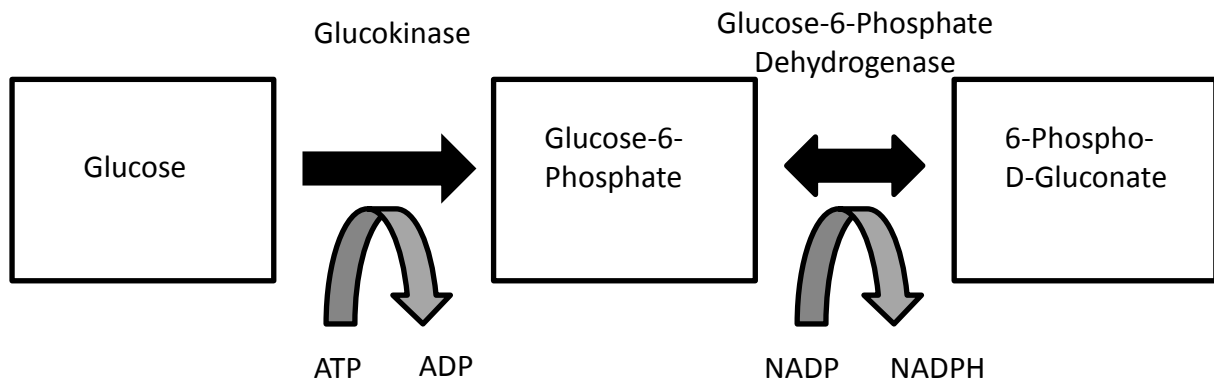 Glucokinase
Glucose-6-Phosphate
Dehydrogenase
Glucose
Glucose-6-
Phosphate
6-Phospho-
D-Gluconate
ATP
ADP
NADP
NADPH